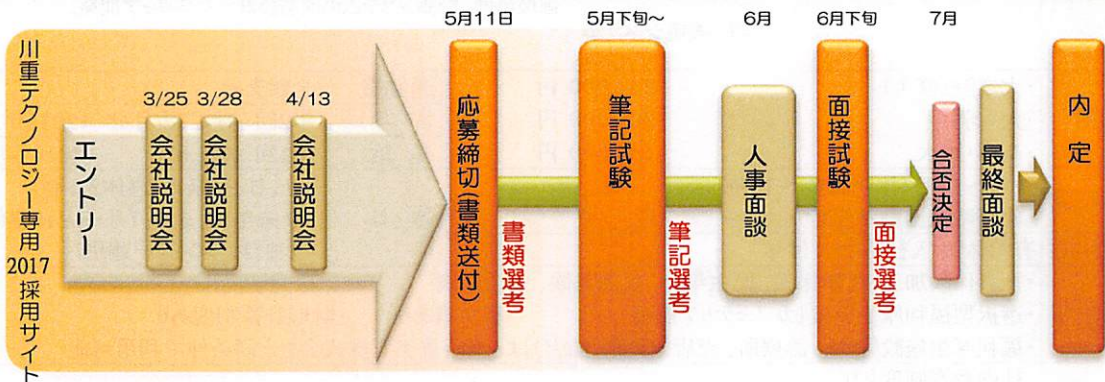 川重テクノロジー専用2017採用サイト
エントリー
3/25
会社説明会
3/28
会社説明会
4/13
会社説明会
5月11日
応募締切(書類送付)
書類選考
5月下旬～
筆記試験
筆記選考
6月
人事面談
6月下旬
面接試験
面接選考
7月
合否決定
最終面談
内定